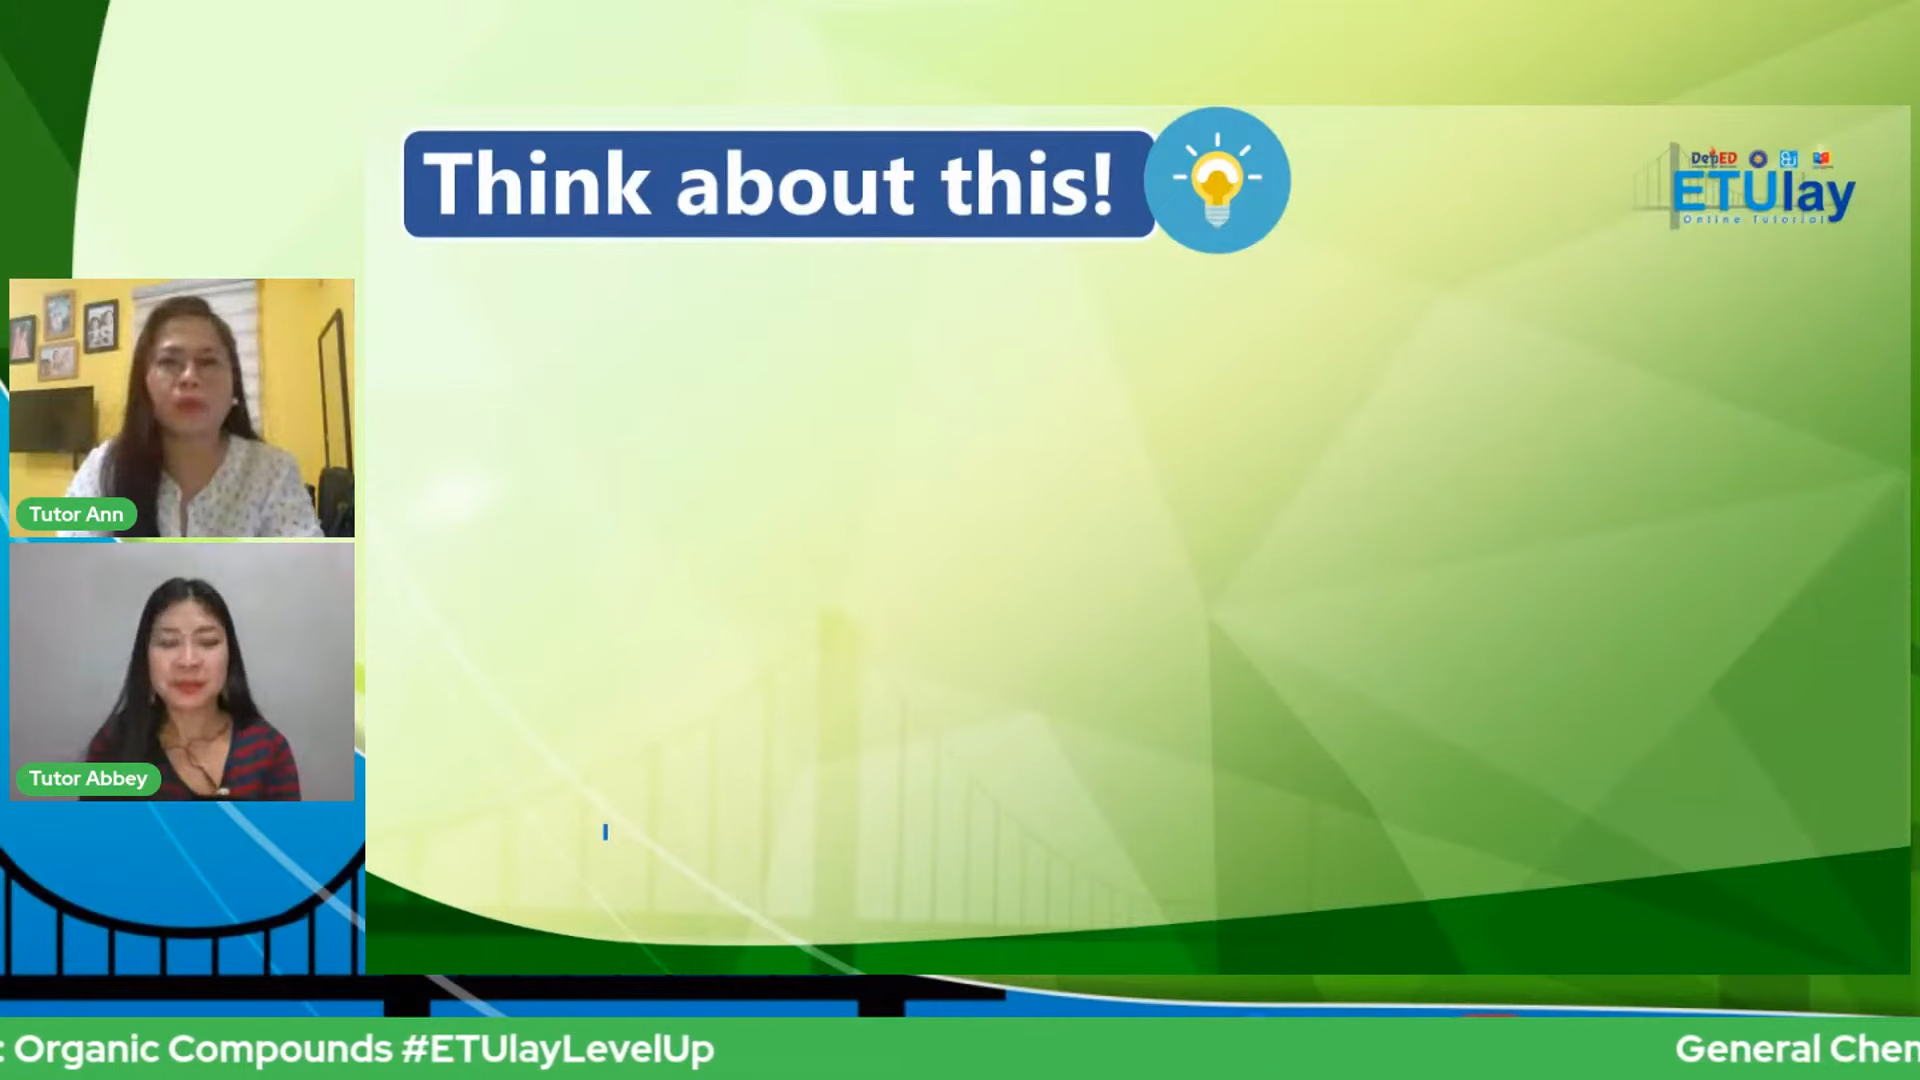 Think about this!
DepED
ETUlay
Online Tutorial
Tutor Ann
Tutor Abbey
: Organic Compounds #ETUlayLevelUp
General Chem